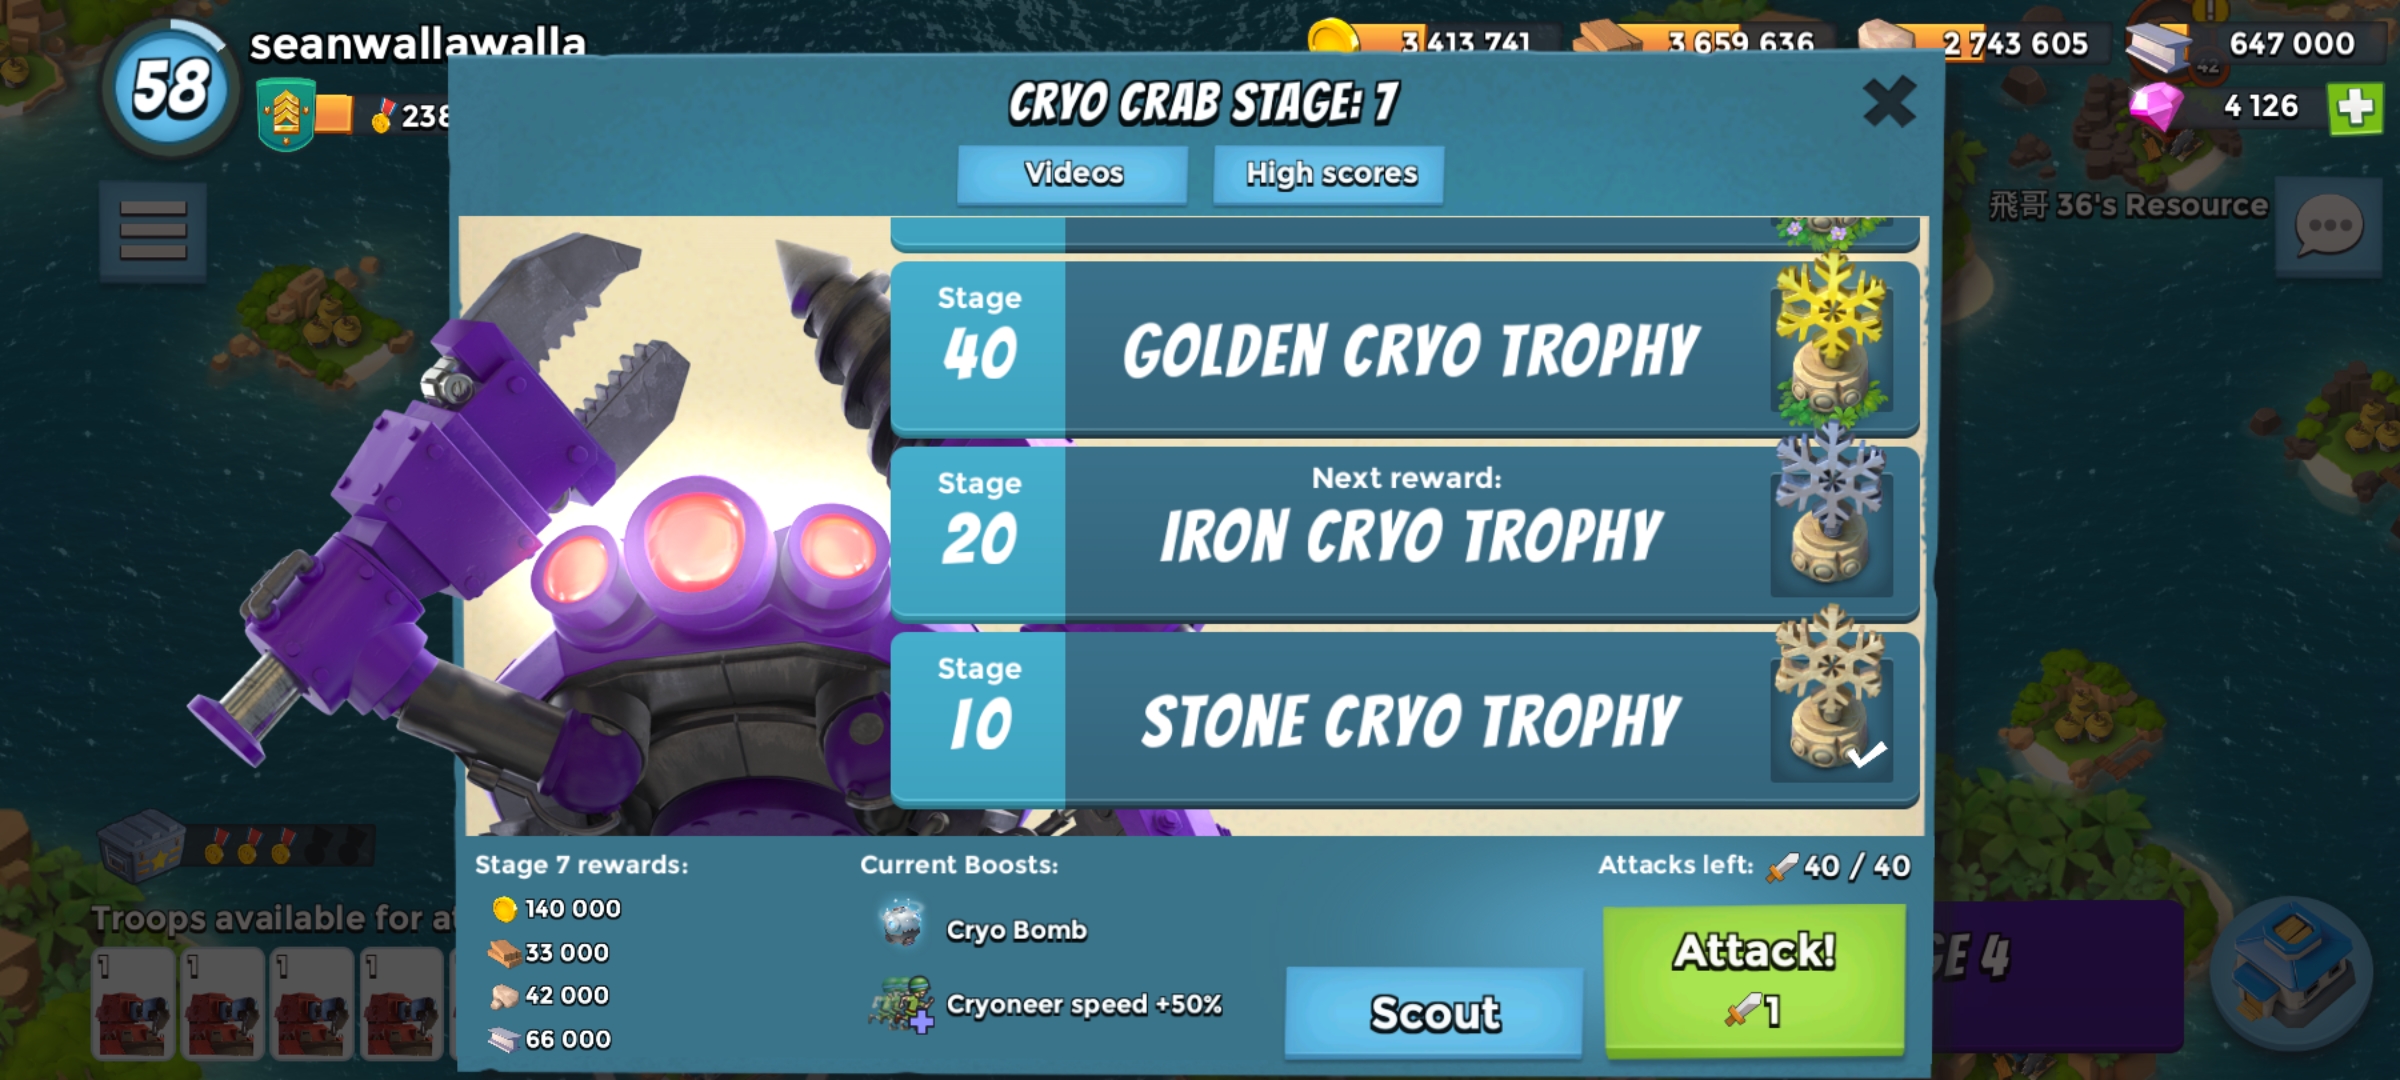 58
seanwallawalla
238
3 413 741
3 659 636
2 743 605
647 000
42
4 126
CRYO CRAB STAGE: 7
Videos
High scores
飛哥 36's Resource
Stage
40
GOLDEN CRYO TROPHY
Stage
20
Next reward:
IRON CRYO TROPHY
Stage
10
STONE CRYO TROPHY
Stage 7 rewards:
140 000
33 000
42 000
66 000
Current Boosts:
Cryo Bomb
Cryoneer speed +50%
Attacks left: 40 / 40
Scout
Attack!
1
Troops available for
1
1
1
1
4